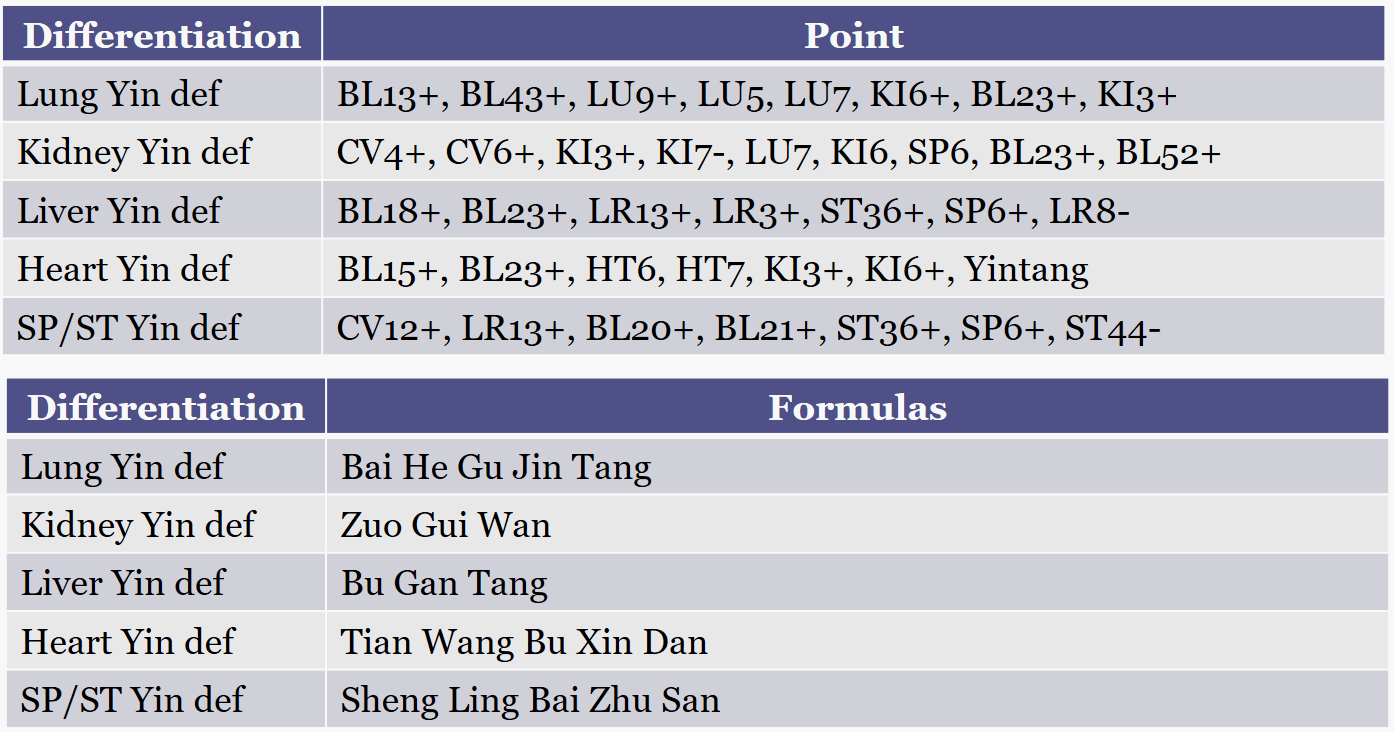 Differentiation Point
Lung Yin def BL13+, BL43+, LU9+, LU5, LU7, KI6+, BL23+, KI3+
Kidney Yin def CV4+, CV6+, KI3+, KI7-, LU7, KI6, SP6, BL23+, BL52+
Liver Yin def BL18+, BL23+, LR13+, LR3+, ST36+, SP6+, LR8-
Heart Yin def BL15+, BL23+, HT6, HT7, KI3+, KI6+, Yintang
SP/ST Yin def CV12+, LR13+, BL20+, BL21+, ST36+, SP6+, ST44-
Differentiation Formulas
Lung Yin def Bai He Gu Jin Tang
Kidney Yin def Zuo Gui Wan
Liver Yin def Bu Gan Tang
Heart Yin def Tian Wang Bu Xin Dan
SP/ST Yin def Sheng Ling Bai Zhu San